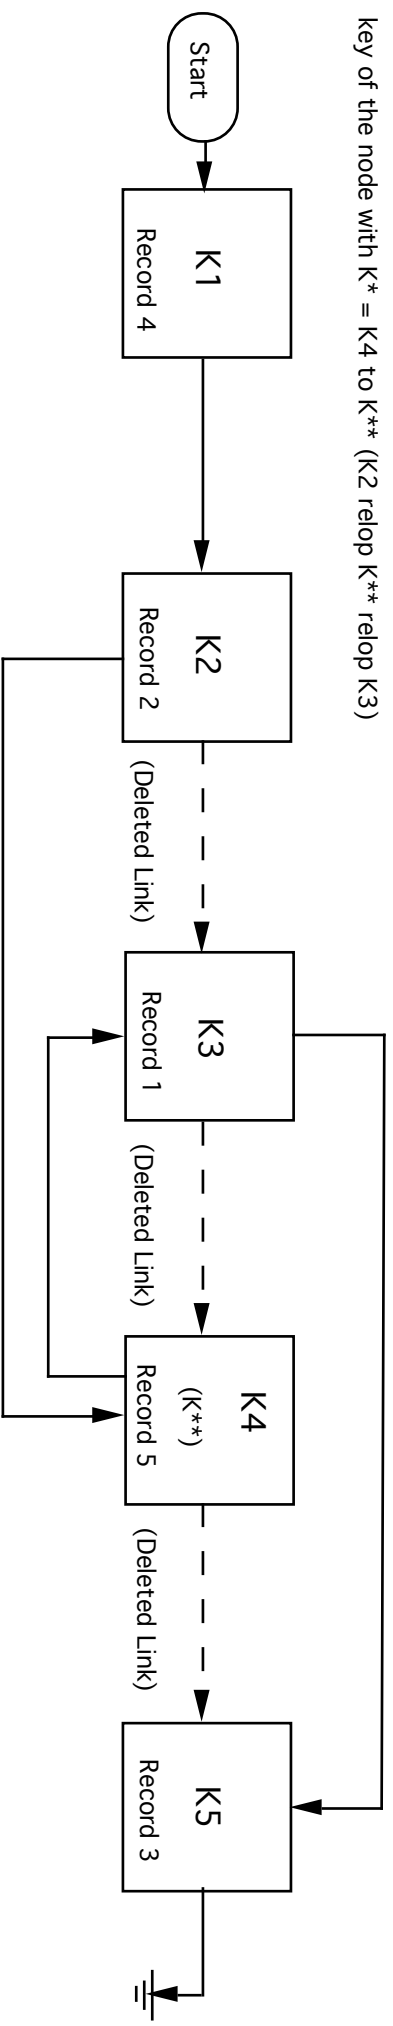 key of the node with K* = K4 to K** (K2 relop K** relop K3)
Start
K1
Record 4
K2
Record 2
(Deleted Link)
K3
Record 1
(Deleted Link)
K4
(K**)
Record 5
(Deleted Link)
K5
Record 3